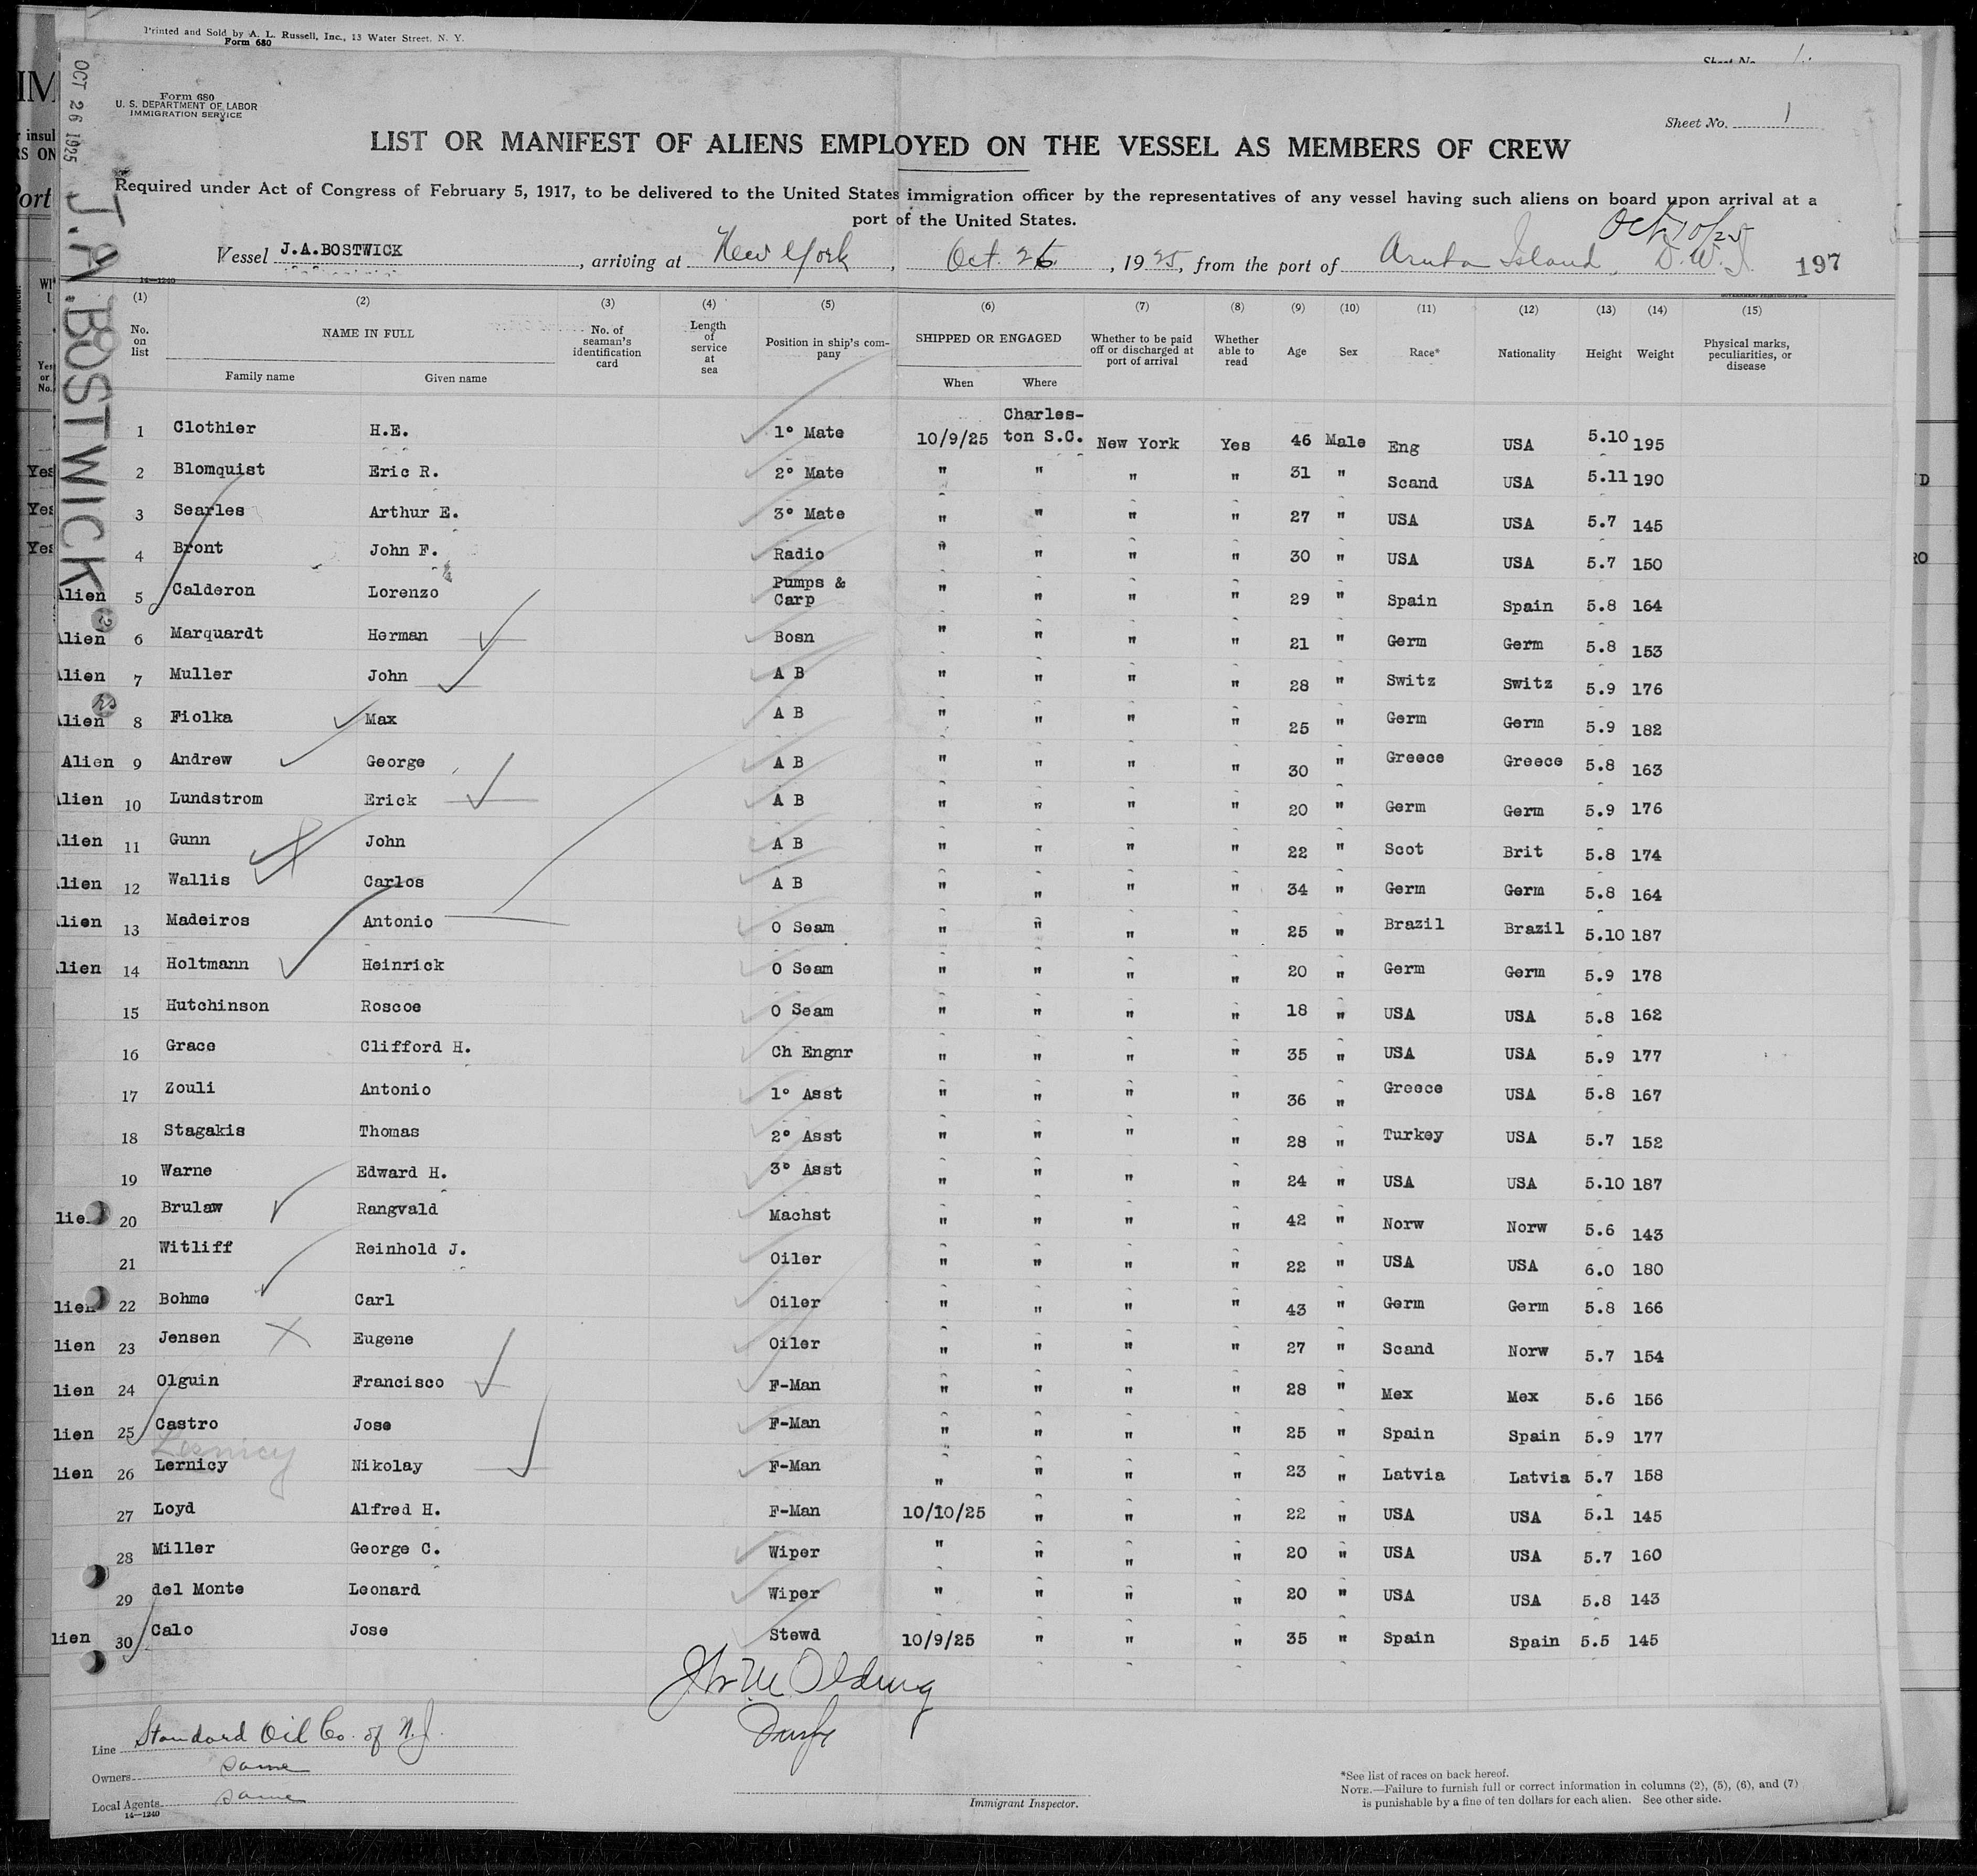 Printed and Sold by A. L. Russell, Inc., 13 Water Street. N. Y.
Form 680
OCT 26 1925
J.A.BOSTWICK
Form 680
U. S. DEPARTMENT OF LABOR
IMMIGRATION SERVICE
Sheet No. 1
LIST OR MANIFEST OF ALIENS EMPLOYED ON THE VESSEL AS MEMBERS OF CREW
Required under Act of Congress of February 5, 1917, to be delivered to the United States immigration officer by the representatives of any vessel having such aliens on board upon arrival at a
port of the United States.
Oct 10/25
Vessel J.A.BOSTWICK, arriving at New York, Oct. 26, 1925, from the port of Aruba Island, D.W.I. 197
14—1240
(1) (2) (3) (4) (5) (6) (7) (8) (9) (10) (11) (12) (13) (14) (15)
No. on list NAME IN FULL Family name Given name No. of seaman's identification card Length of service at sea Position in ship's company SHIPPED OR ENGAGED When Where Whether to be paid off or discharged at port of arrival Whether able to read Age Sex Race* Nationality Height Weight Physical marks, peculiarities, or disease
1 Clothier H.E. 1° Mate 10/9/25 Charleston S.C. New York Yes 46 Male Eng USA 5.10 195
2 Blomquist Eric R. 2° Mate " " " " 31 " Scand USA 5.11 190
3 Searles Arthur E. 3° Mate " " " " 27 " USA USA 5.7 145
4 Bront John F. Radio " " " " 30 " USA USA 5.7 150
Alien 5 Calderon Lorenzo Pumps & Carp " " " " 29 " Spain Spain 5.8 164
Alien 6 Marquardt Herman Bosn " " " " 21 " Germ Germ 5.8 153
Alien 7 Muller John A B " " " " 28 " Switz Switz 5.9 176
Alien 8 Fiolka Max A B " " " " 25 " Germ Germ 5.9 182
Alien 9 Andrew George A B " " " " 30 " Greece Greece 5.8 163
Alien 10 Lundstrom Erick A B " " " " 20 " Germ Germ 5.9 176
Alien 11 Gunn John A B " " " " 22 " Scot Brit 5.8 174
Alien 12 Wallis Carlos A B " " " " 34 " Germ Germ 5.8 164
Alien 13 Madeiros Antonio O Seam " " " " 25 " Brazil Brazil 5.10 187
Alien 14 Holtmann Heinrick O Seam " " " " 20 " Germ Germ 5.9 178
15 Hutchinson Roscoe O Seam " " " " 18 " USA USA 5.8 162
16 Grace Clifford H. Ch Engnr " " " " 35 " USA USA 5.9 177
17 Zouli Antonio 1° Asst " " " " 36 " Greece USA 5.8 167
18 Stagakis Thomas 2° Asst " " " " 28 " Turkey USA 5.7 152
19 Warne Edward H. 3° Asst " " " " 24 " USA USA 5.10 187
lien 20 Brulaw Rangvald Machst " " " " 42 " Norw Norw 5.6 143
21 Witliff Reinhold J. Oiler " " " " 22 " USA USA 6.0 180
lien 22 Bohme Carl Oiler " " " " 43 " Germ Germ 5.8 166
lien 23 Jensen Eugene Oiler " " " " 27 " Scand Norw 5.7 154
lien 24 Olguin Francisco F-Man " " " " 28 " Mex Mex 5.6 156
lien 25 Castro Jose F-Man " " " " 25 " Spain Spain 5.9 177
Lernicy
lien 26 Lernicy Nikolay F-Man " " " " 23 " Latvia Latvia 5.7 158
27 Loyd Alfred H. F-Man 10/10/25 " " " 22 " USA USA 5.1 145
28 Miller George C. Wiper " " " " 20 " USA USA 5.7 160
29 del Monte Leonard Wiper " " " " 20 " USA USA 5.8 143
lien 30 Calo Jose Stewd 10/9/25 " " " 35 " Spain Spain 5.5 145
Line Standard Oil Co. of N.J.
Owners same
Local Agents same
14—1240
Immigrant Inspector.
*See list of races on back hereof.
NOTE.—Failure to furnish full or correct information in columns (2), (5), (6), and (7)
is punishable by a fine of ten dollars for each alien. See other side.